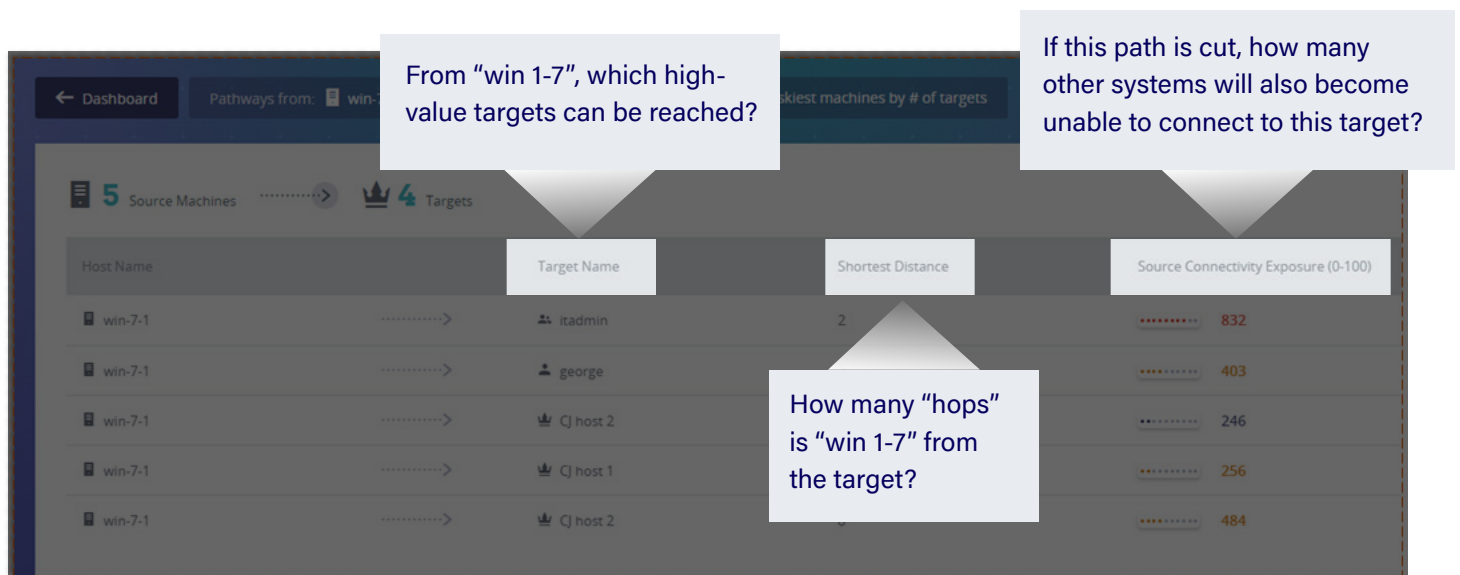 From “win 1-7”, which high-
value targets can be reached?
If this path is cut, how many
other systems will also become
unable to connect to this target?
← Dashboard
Pathways from: win-
skiest machines by # of targets
5 Source Machines
4 Targets
Host Name Target Name Shortest Distance Source Connectivity Exposure (0-100)
win-7-1 itadmin 2 832
win-7-1 george 403
win-7-1 CJ host 2 246
win-7-1 CJ host 1 256
win-7-1 CJ host 2 484
How many “hops”
is “win 1-7” from
the target?